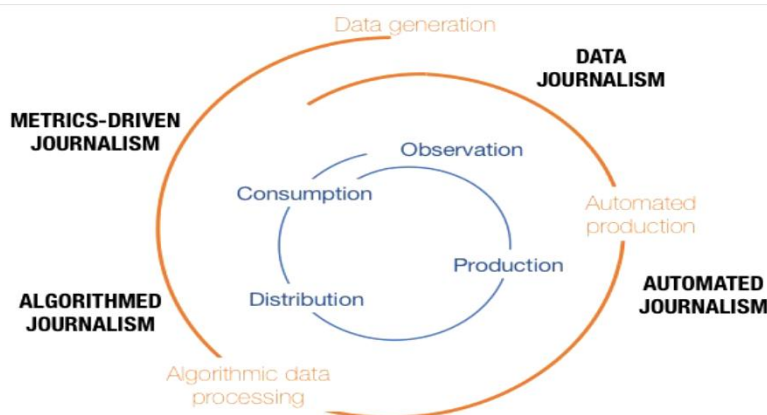 Data generation
DATA
JOURNALISM
METRICS-DRIVEN
JOURNALISM
Observation
Consumption
Automated
production
Production
AUTOMATED
JOURNALISM
Distribution
ALGORITHMED
JOURNALISM
Algorithmic data
processing